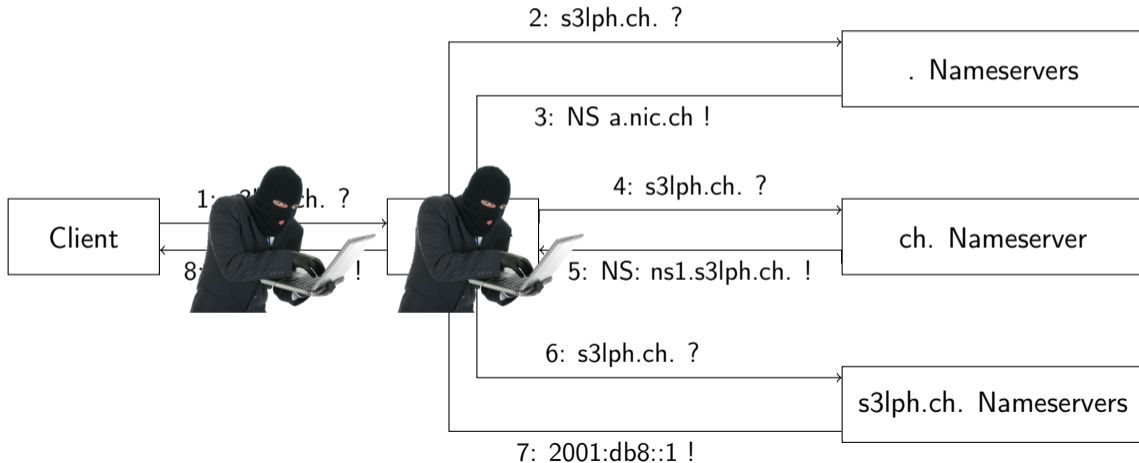 2: s3lph.ch. ?
. Nameservers
3: NS a.nic.ch !
1: ch. ?
4: s3lph.ch. ?
Client
ch. Nameserver
8: !
5: NS: ns1.s3lph.ch. !
6: s3lph.ch. ?
s3lph.ch. Nameservers
7: 2001:db8::1 !